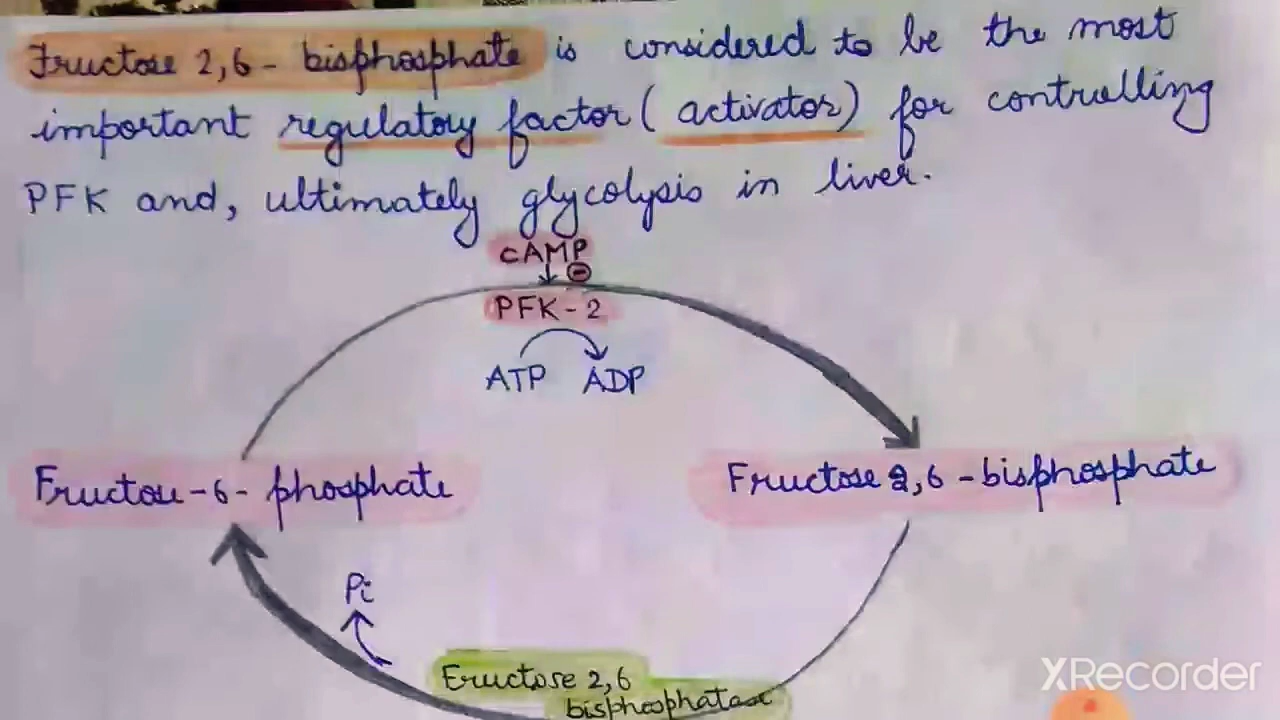 Fructose 2,6- bisphosphate is considered to be the most
important regulatory factor ( activator) for controlling
PFK and, ultimately glycolysis in liver.
cAMP
↓ ⊖
PFK-2
ATP ADP
Fructose-6- phosphate
Fructose 2,6-bisphosphate
Pi
Fructose 2,6
bisphosphatase
XRecorder